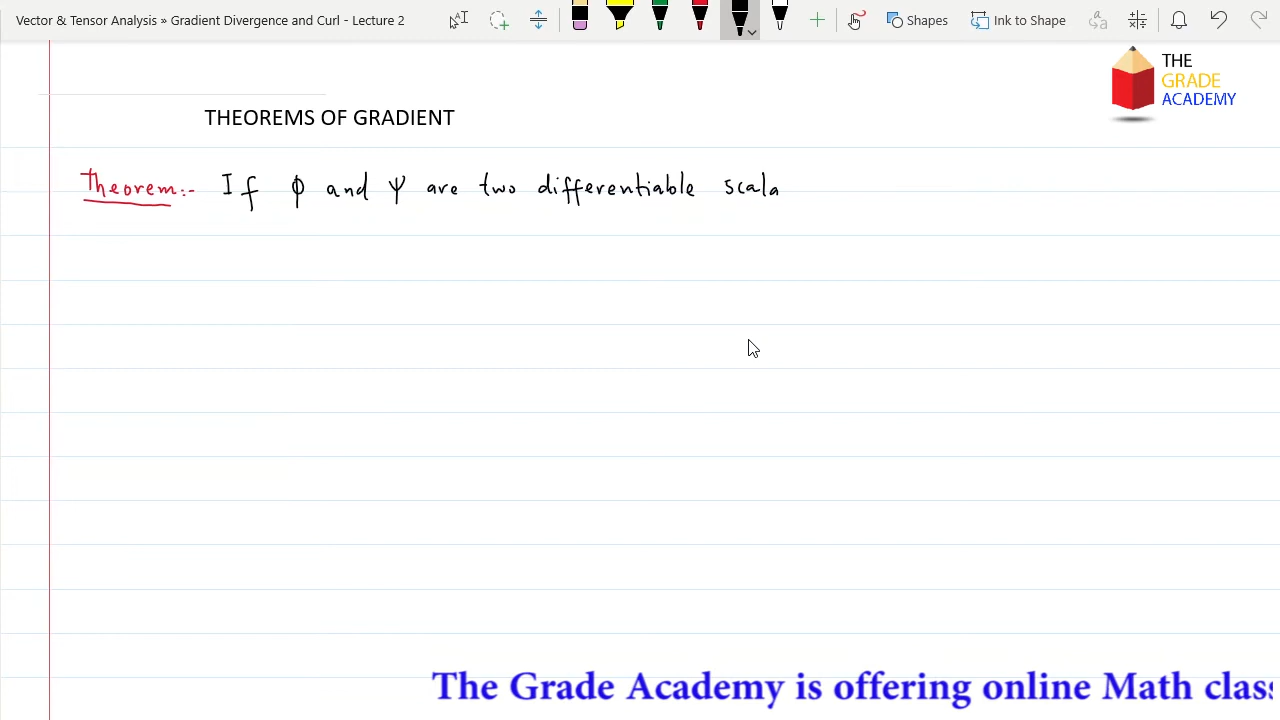 Vector & Tensor Analysis » Gradient Divergence and Curl - Lecture 2
Shapes
Ink to Shape
THE
GRADE
ACADEMY
THEOREMS OF GRADIENT
Theorem:- If ϕ and ψ are two differentiable scala
The Grade Academy is offering online Math class